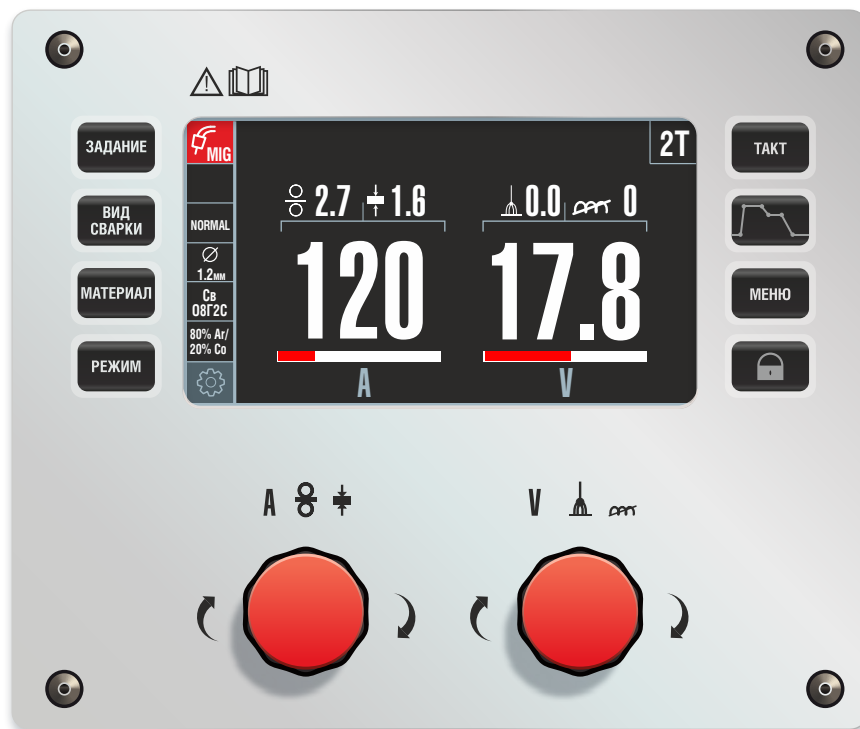 ЗАДАНИЕ
ВИД
СВАРКИ
МАТЕРИАЛ
РЕЖИМ
MIG
NORMAL
1.2мм
Св
О8Г2С
80% Ar/
20% Co
2T
2.7
1.6
0.0
0
120
17.8
A
V
ТАКТ
МЕНЮ
A
V